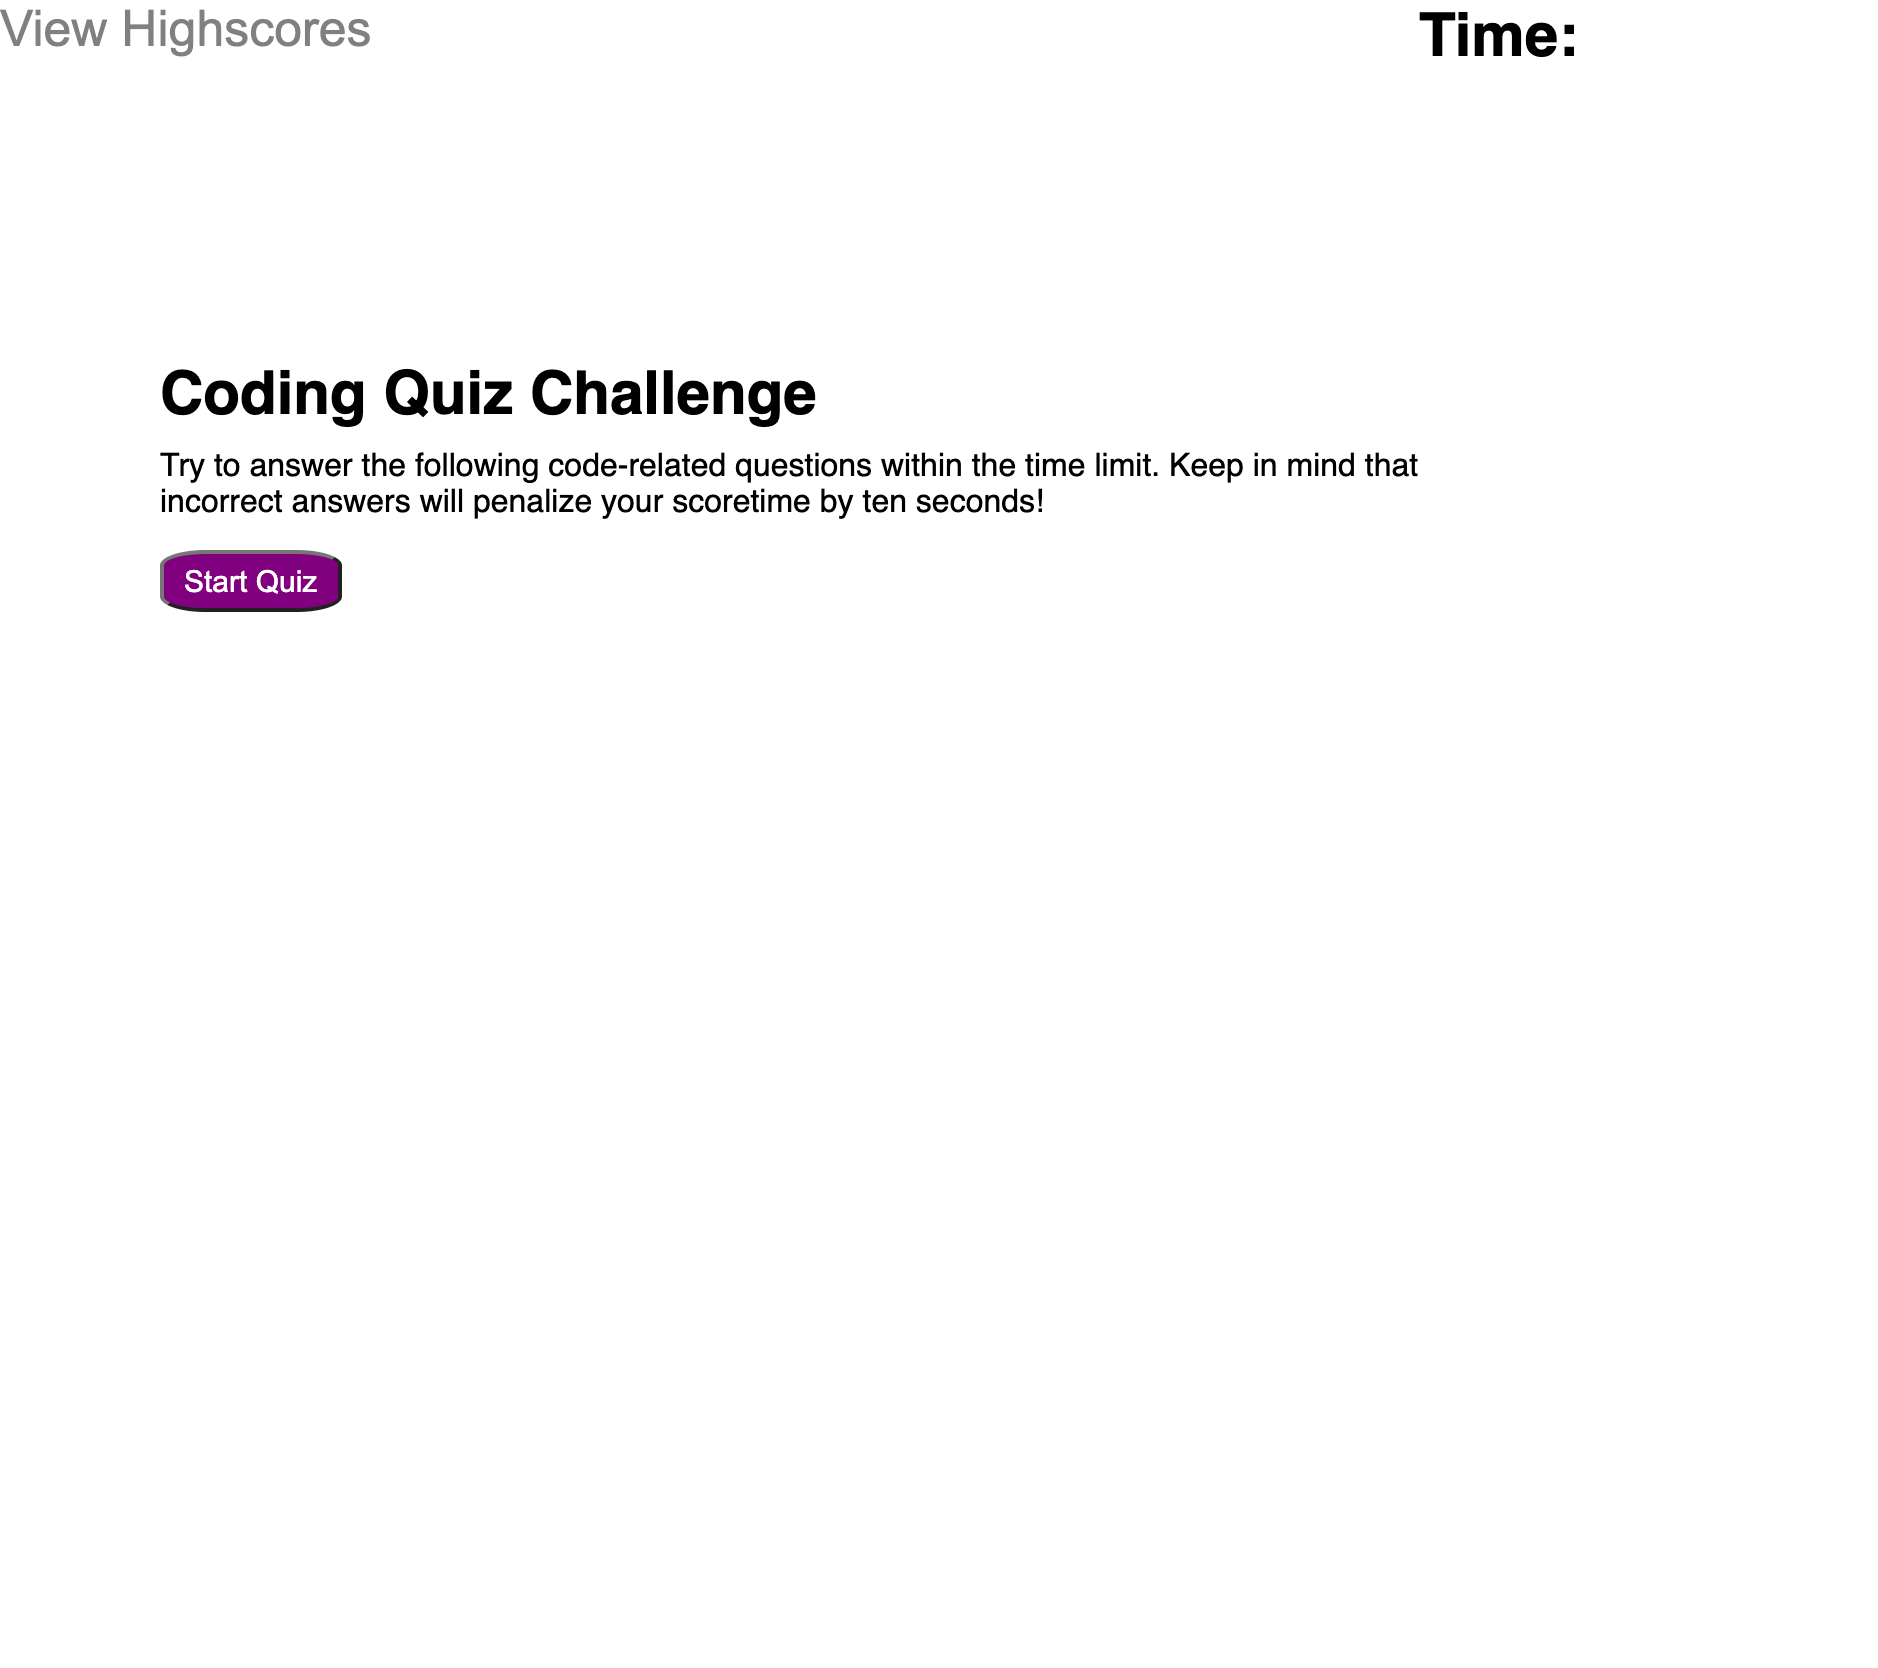 View Highscores
Time:
Coding Quiz Challenge
Try to answer the following code-related questions within the time limit. Keep in mind that
incorrect answers will penalize your scoretime by ten seconds!
Start Quiz